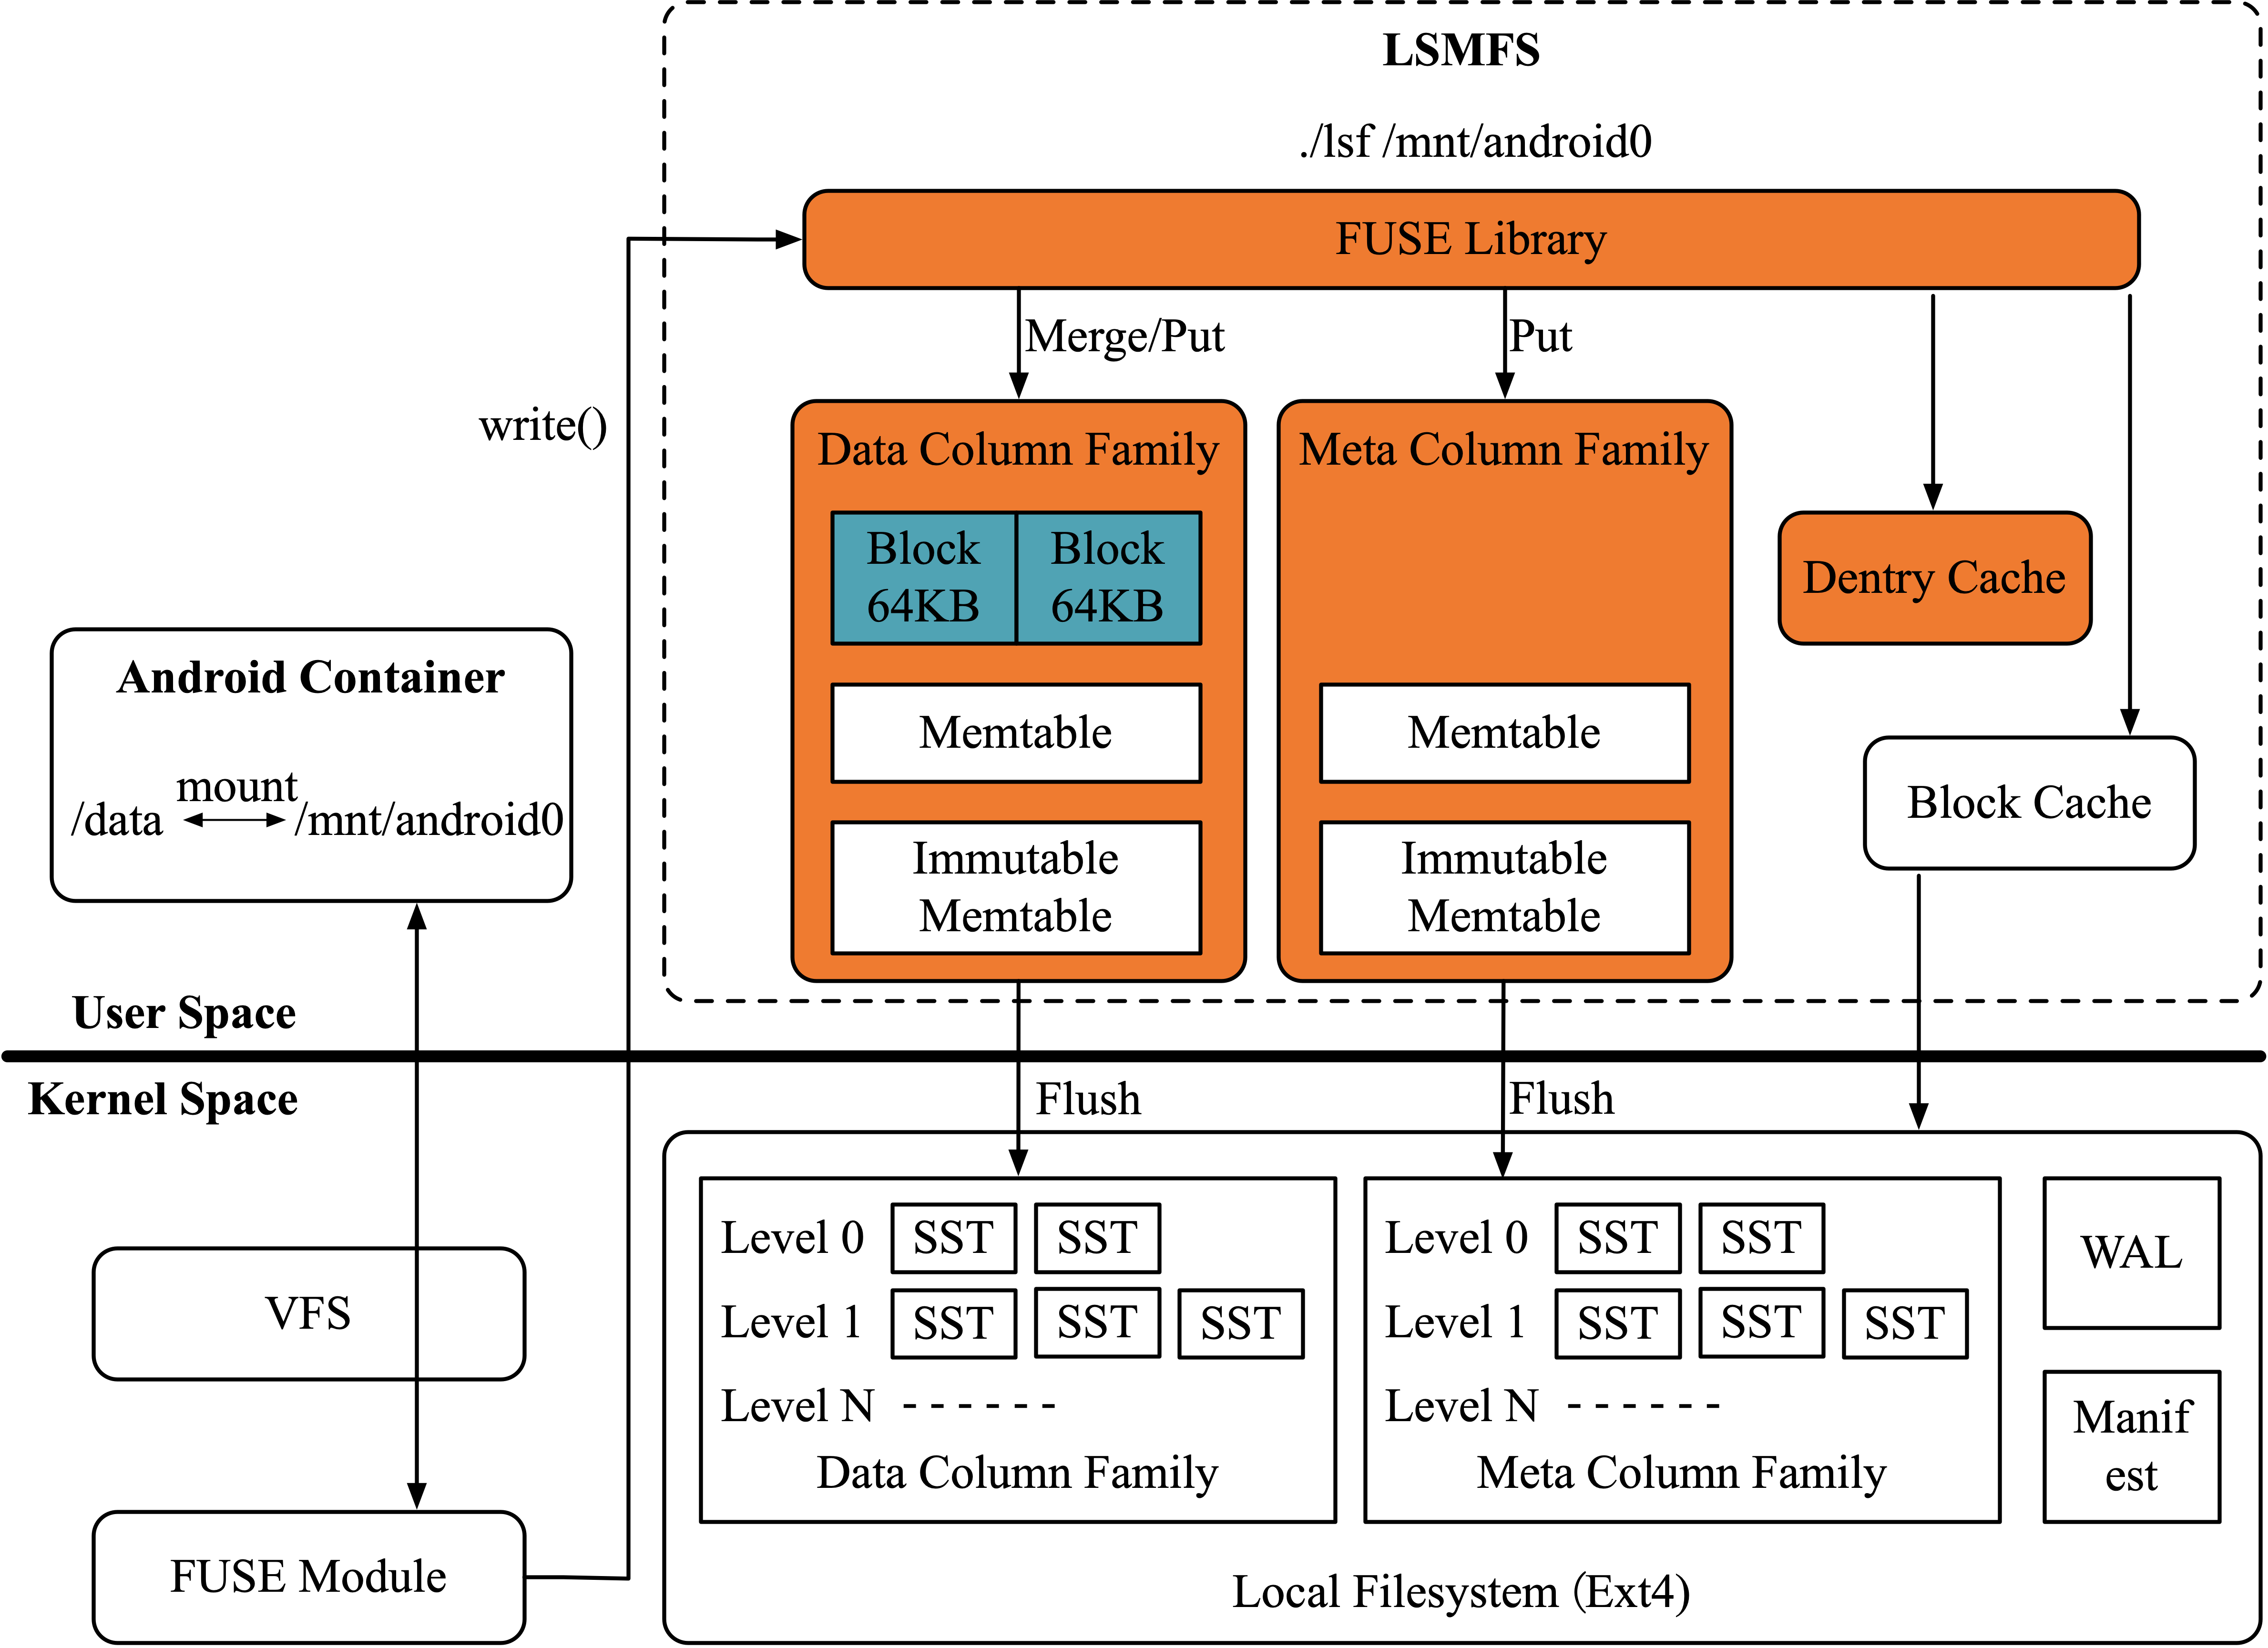 LSMFS
./lsf /mnt/android0
FUSE Library
Merge/Put
Put
write()
Data Column Family
Block
64KB
Block
64KB
Memtable
Immutable
Memtable
Meta Column Family
Memtable
Immutable
Memtable
Dentry Cache
Block Cache
Android Container
mount
/data
/mnt/android0
User Space
Kernel Space
Flush
Flush
VFS
FUSE Module
Level 0 SST SST
Level 1 SST SST SST
Level N
Data Column Family
Level 0 SST SST
Level 1 SST SST SST
Level N
Meta Column Family
WAL
Manif
est
Local Filesystem (Ext4)